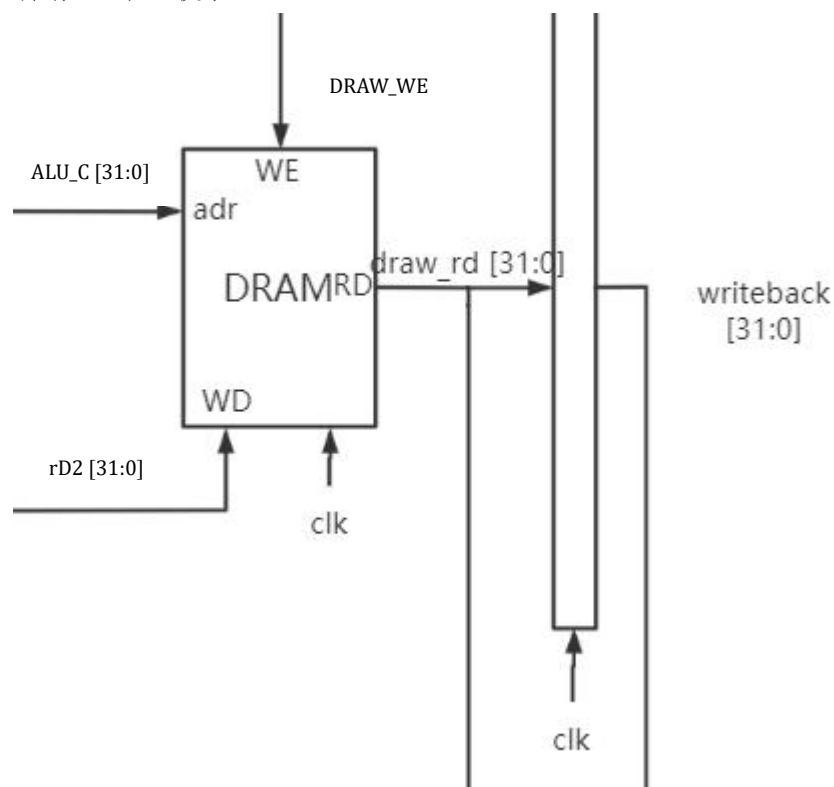 DRAW_WE
WE
ALU_C [31:0]
adr
draw_rd [31:0]
DRAM
RD
writeback
[31:0]
WD
rD2 [31:0]
clk
clk